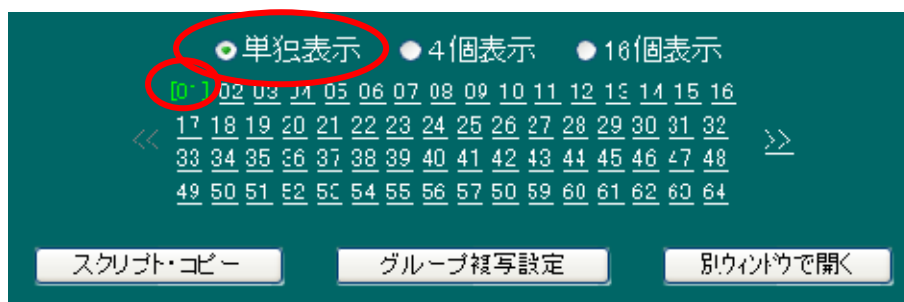 単独表示 4個表示 16個表示
[01] 02 03 04 05 06 07 08 09 10 11 12 13 14 15 16
<< 17 18 19 20 21 22 23 24 25 26 27 28 29 30 31 32 >>
33 34 35 36 37 38 39 40 41 42 43 44 45 46 47 48
49 50 51 52 53 54 55 56 57 58 59 60 61 62 63 64
スクリプト・コピー グループ複写設定 別ウィンドウで開く